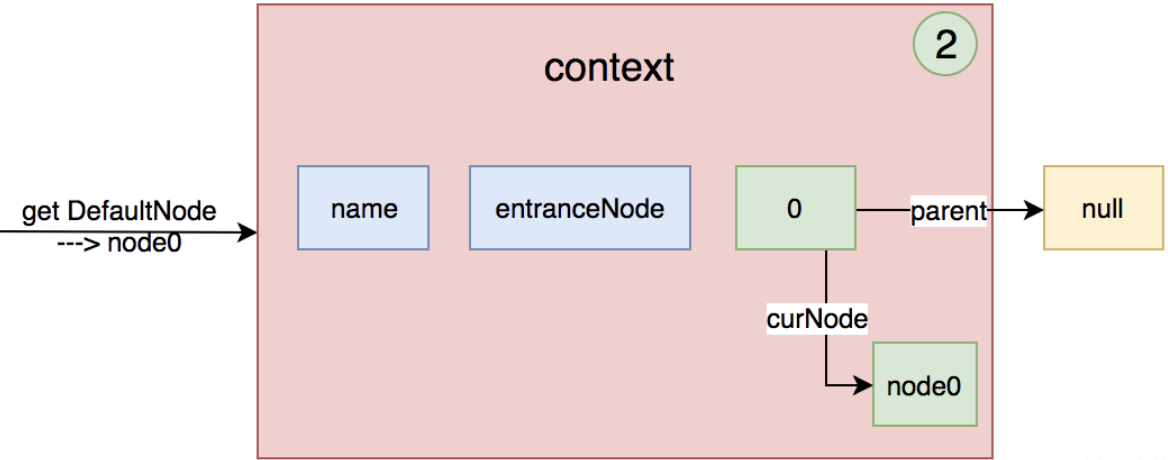 2
context
get DefaultNode
---> node0
name
entranceNode
0
parent
null
curNode
node0